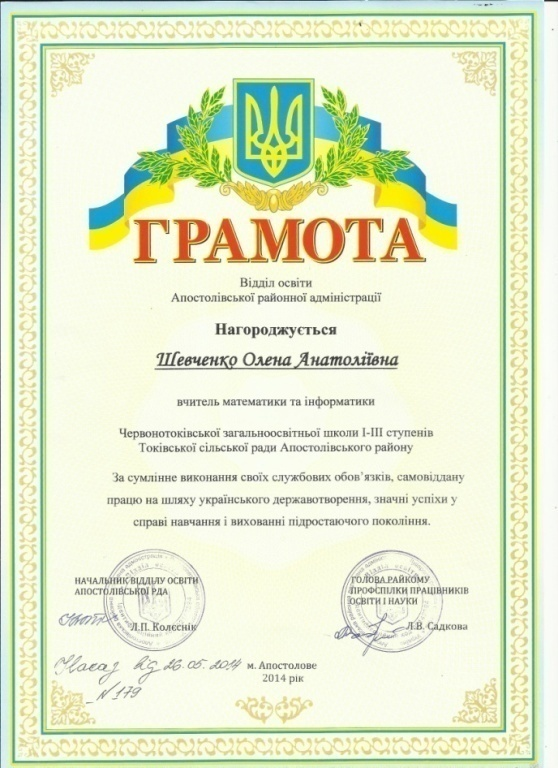 ГРАМОТА
Відділ освіти
Апостолівської районної адміністрації
Нагороджується
Шевченко Олена Анатоліївна
вчитель математики та інформатики
Червонотоківської загальноосвітньої школи І-ІІІ ступенів
Токівської сільської ради Апостолівського району
За сумлінне виконання своїх службових обов’язків, самовіддану
працю на шляху українського державотворення, значні успіхи у
справі навчання і вихованні підростаючого покоління.
НАЧАЛЬНИК ВІДДІЛУ ОСВІТИ
АПОСТОЛІВСЬКОЇ РДА
Л.П. Колєснік
ГОЛОВА РАЙКОМУ
ПРОФСПІЛКИ ПРАЦІВНИКІВ
ОСВІТИ І НАУКИ
Л.В. Садкова
Наказ від 26.05.2014
N 179
м. Апостолове
2014 рік